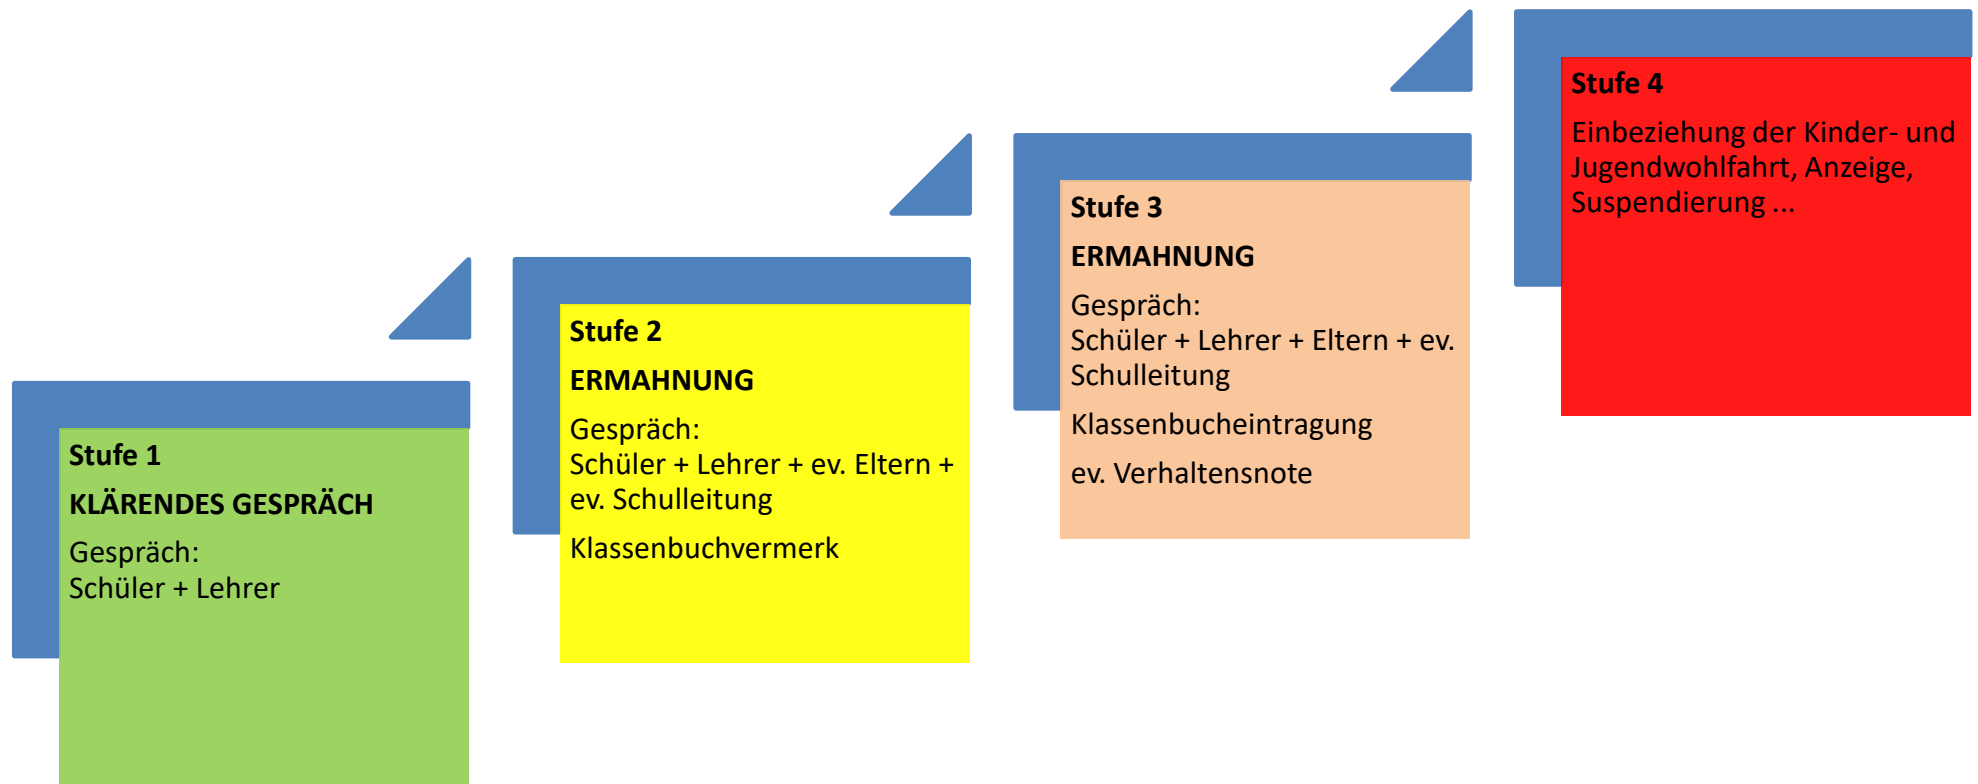 Stufe 1
KLÄRENDES GESPRÄCH
Gespräch:
Schüler + Lehrer
Stufe 2
ERMAHNUNG
Gespräch:
Schüler + Lehrer + ev. Eltern +
ev. Schulleitung
Klassenbuchvermerk
Stufe 3
ERMAHNUNG
Gespräch:
Schüler + Lehrer + Eltern + ev.
Schulleitung
Klassenbucheintragung
ev. Verhaltensnote
Stufe 4
Einbeziehung der Kinder- und
Jugendwohlfahrt, Anzeige,
Suspendierung ...